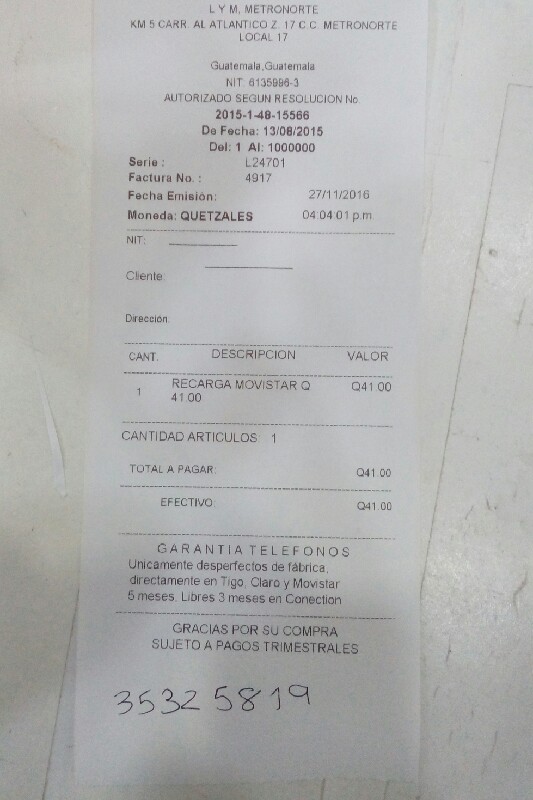 L Y M, METRONORTE
KM 5 CARR. AL ATLANTICO Z. 17 C.C. METRONORTE
LOCAL 17
Guatemala,Guatemala
NIT: 6135996-3
AUTORIZADO SEGUN RESOLUCION No.
2015-1-48-15566
De Fecha: 13/08/2015
Del: 1 Al: 1000000
Serie : L24701
Factura No. : 4917
Fecha Emisión: 27/11/2016
Moneda: QUETZALES 04:04:01 p.m.
NIT:
Cliente:
Dirección:
CANT. DESCRIPCION VALOR
1 RECARGA MOVISTAR Q Q41.00
41.00
CANTIDAD ARTICULOS 1
TOTAL A PAGAR: Q41.00
EFECTIVO: Q41.00
GARANTIA TELEFONOS
Unicamente desperfectos de fábrica,
directamente en Tigo, Claro y Movistar
5 meses. Libres 3 meses en Conection
GRACIAS POR SU COMPRA
SUJETO A PAGOS TRIMESTRALES
35325819